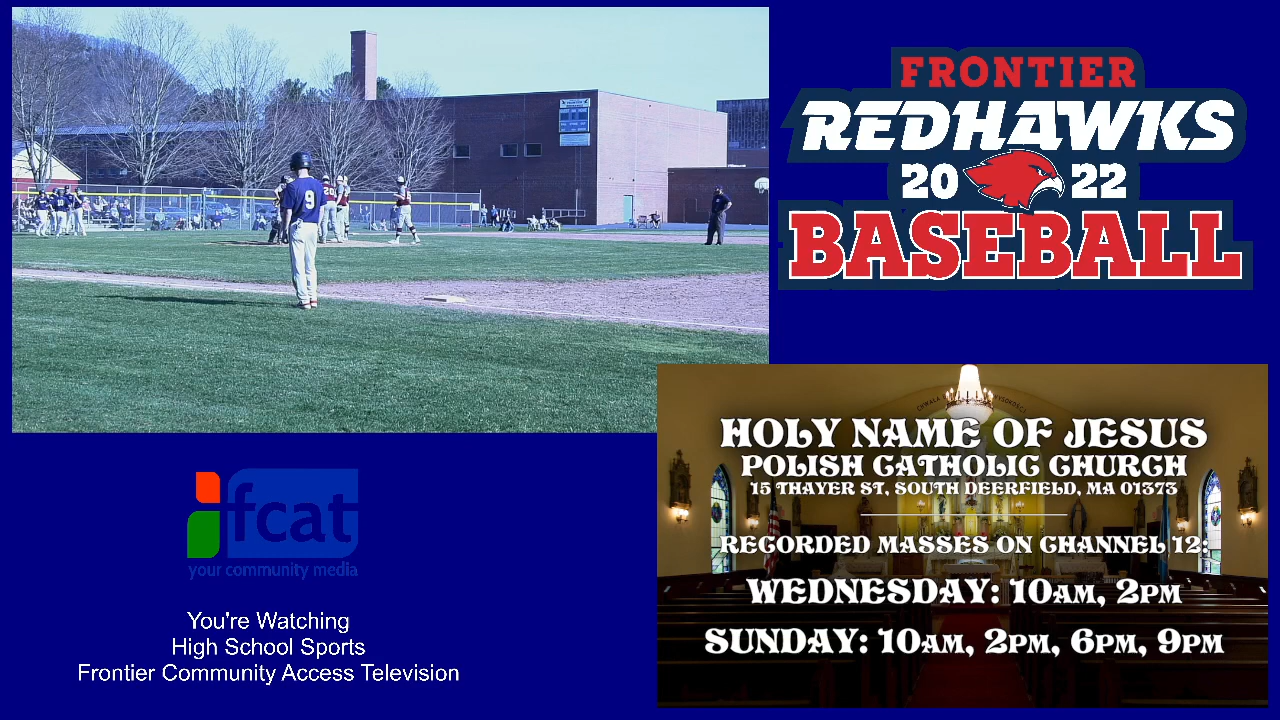 FRONTIER
REDHAWKS
20 22
BASEBALL
9
20
HOLY NAME OF JESUS
POLISH CATHOLIC CHURCH
15 THAYER ST, SOUTH DEERFIELD, MA 01373
RECORDED MASSES ON CHANNEL 12:
WEDNESDAY: 10AM, 2PM
SUNDAY: 10AM, 2PM, 6PM, 9PM
fcat
your community media
You're Watching
High School Sports
Frontier Community Access Television